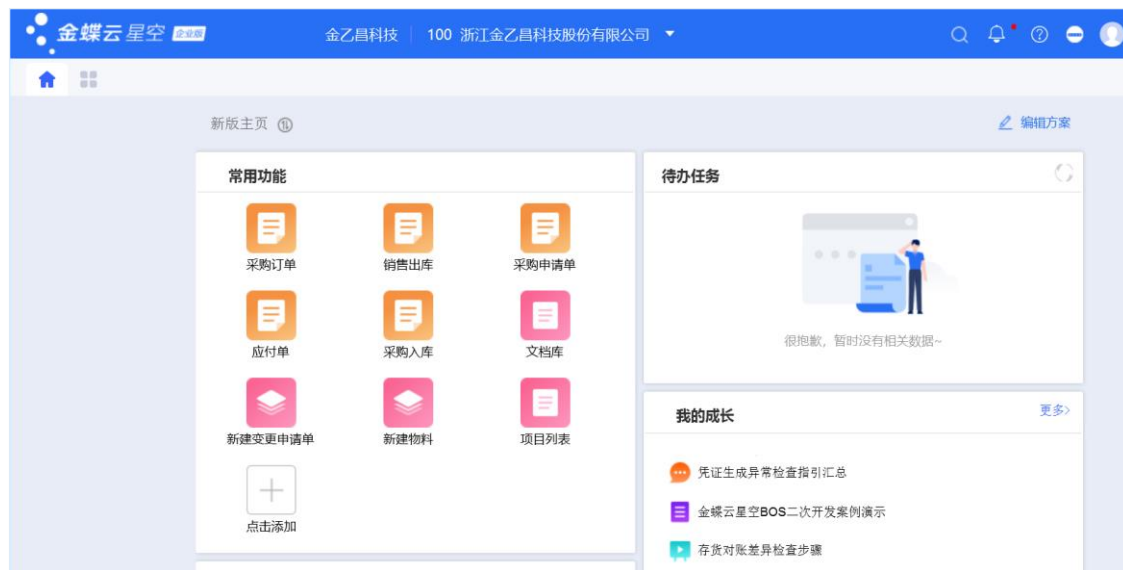 金蝶云星空 企业版
金乙昌科技 | 100 浙江金乙昌科技股份有限公司
新版主页
编辑方案
常用功能
采购订单
销售出库
采购申请单
应付单
采购入库
文档库
新建变更申请单
新建物料
项目列表
点击添加
待办任务
很抱歉，暂时没有相关数据~
我的成长
更多>
凭证生成异常检查指引汇总
金蝶云星空BOS二次开发案例演示
存货对账差异检查步骤